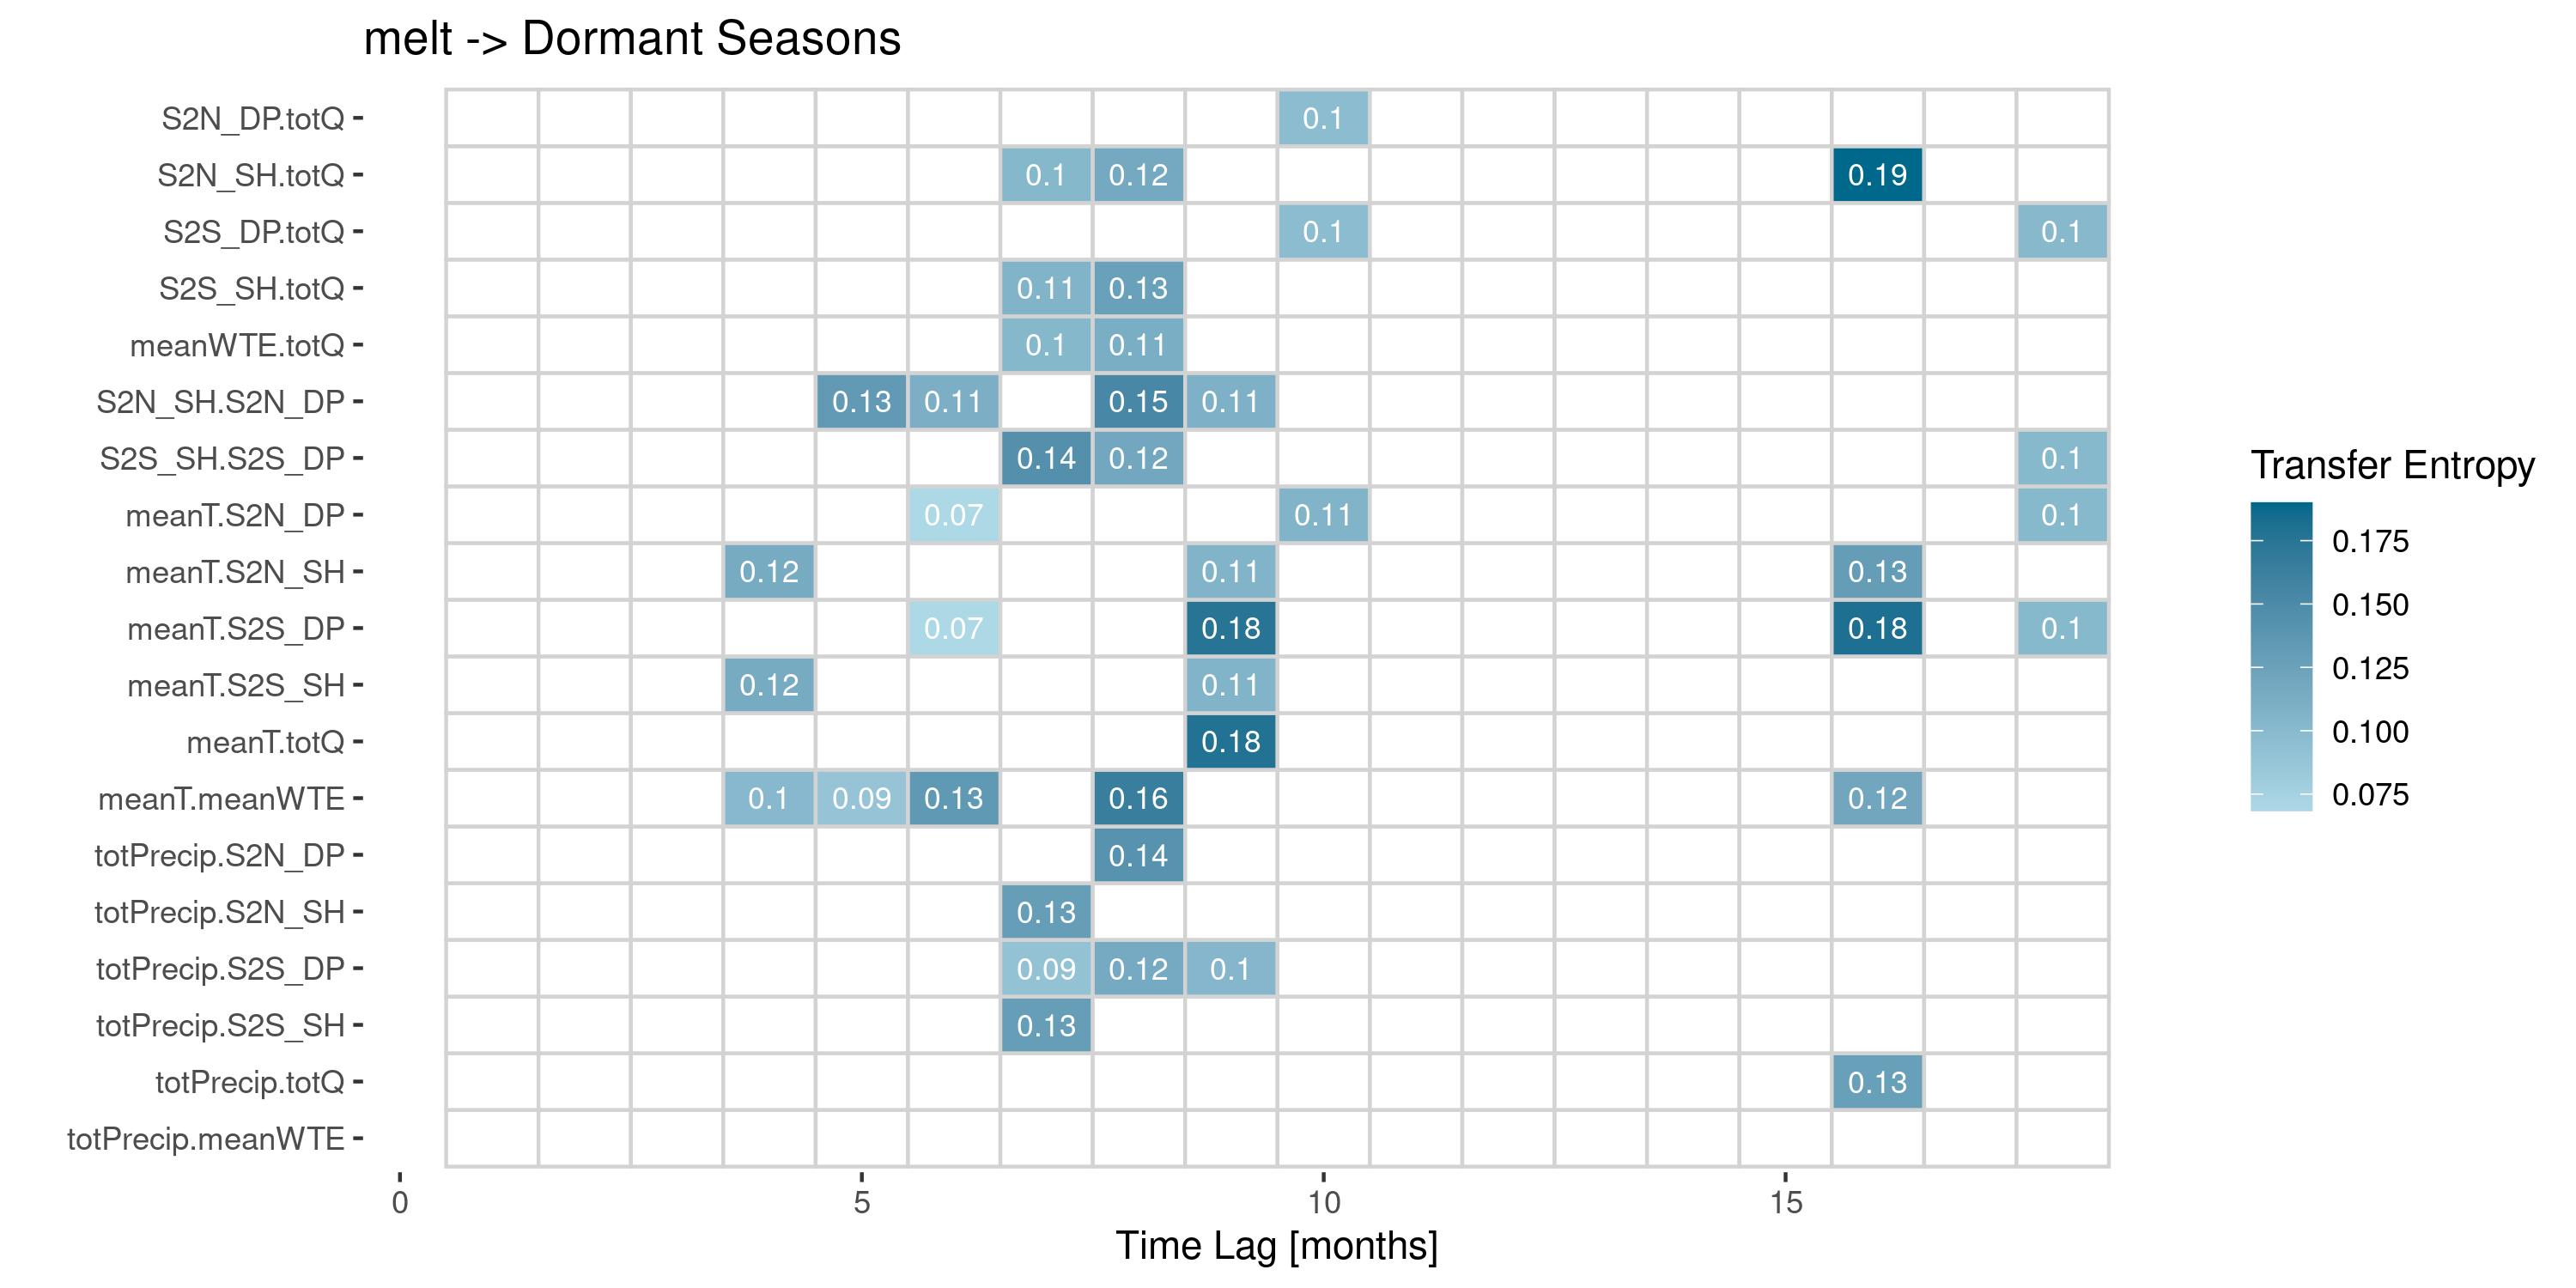 melt -> Dormant Seasons
S2N_DP.totQ 0.1
S2N_SH.totQ 0.1 0.12 0.19
S2S_DP.totQ 0.1 0.1
S2S_SH.totQ 0.11 0.13
meanWTE.totQ 0.1 0.11
S2N_SH.S2N_DP 0.13 0.11 0.15 0.11
S2S_SH.S2S_DP 0.14 0.12 0.1
meanT.S2N_DP 0.07 0.11 0.1
meanT.S2N_SH 0.12 0.11 0.13
meanT.S2S_DP 0.07 0.18 0.18 0.1
meanT.S2S_SH 0.12 0.11
meanT.totQ 0.18
meanT.meanWTE 0.1 0.09 0.13 0.16 0.12
totPrecip.S2N_DP 0.14
totPrecip.S2N_SH 0.13
totPrecip.S2S_DP 0.09 0.12 0.1
totPrecip.S2S_SH 0.13
totPrecip.totQ 0.13
totPrecip.meanWTE
0 5 10 15
Time Lag [months]
Transfer Entropy
0.175
0.150
0.125
0.100
0.075